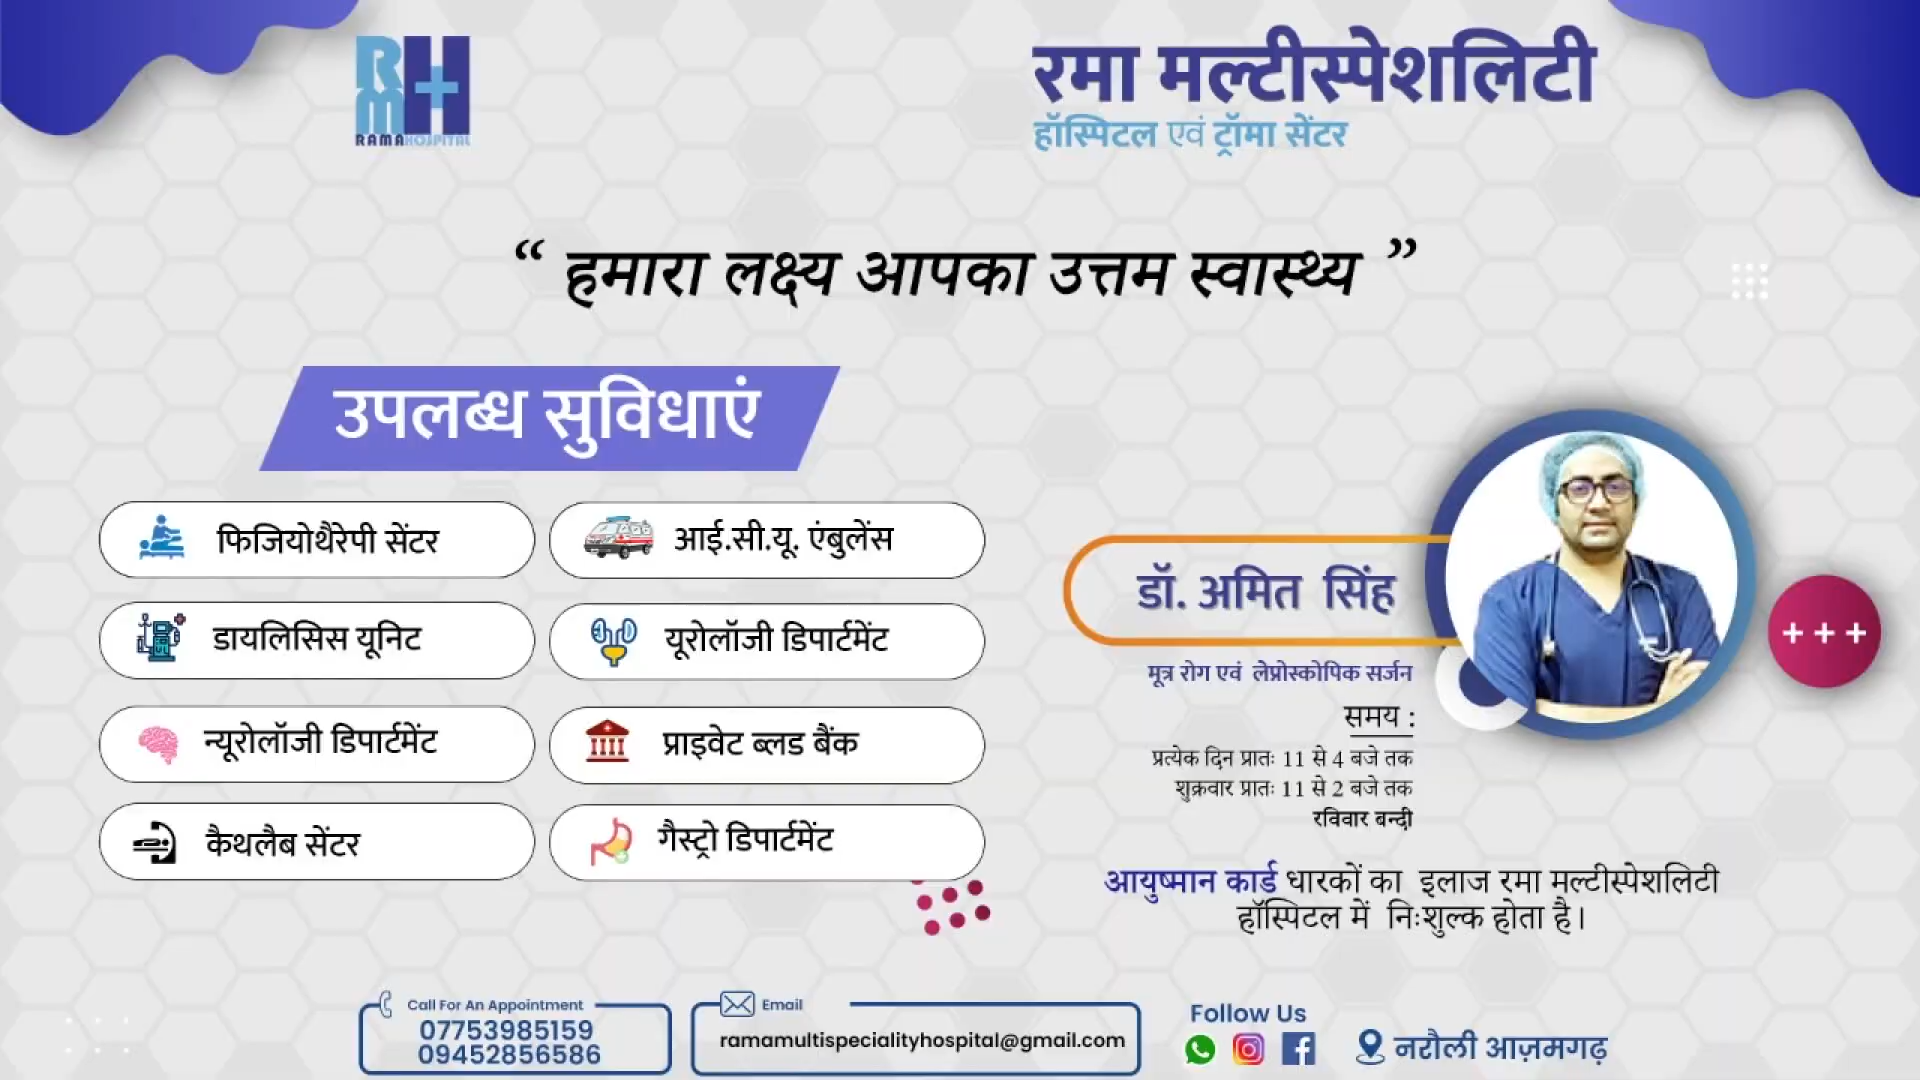 RMH
RAMAHOSPITAL
रमा मल्टीस्पेशलिटी
हॉस्पिटल एवं ट्रॉमा सेंटर
“ हमारा लक्ष्य आपका उत्तम स्वास्थ्य ”
उपलब्ध सुविधाएं
फिजियोथैरेपी सेंटर
आई.सी.यू. एंबुलेंस
डायलिसिस यूनिट
यूरोलॉजी डिपार्टमेंट
न्यूरोलॉजी डिपार्टमेंट
प्राइवेट ब्लड बैंक
कैथलैब सेंटर
गैस्ट्रो डिपार्टमेंट
डॉ. अमित सिंह
मूत्र रोग एवं लेप्रोस्कोपिक सर्जन
समय :
प्रत्येक दिन प्रातः 11 से 4 बजे तक
शुक्रवार प्रातः 11 से 2 बजे तक
रविवार बन्दी
आयुष्मान कार्ड धारकों का इलाज रमा मल्टीस्पेशलिटी
हॉस्पिटल में निःशुल्क होता है।
Call For An Appointment
07753985159
09452856586
Email
ramamultispecialityhospital@gmail.com
Follow Us
नरौली आज़मगढ़